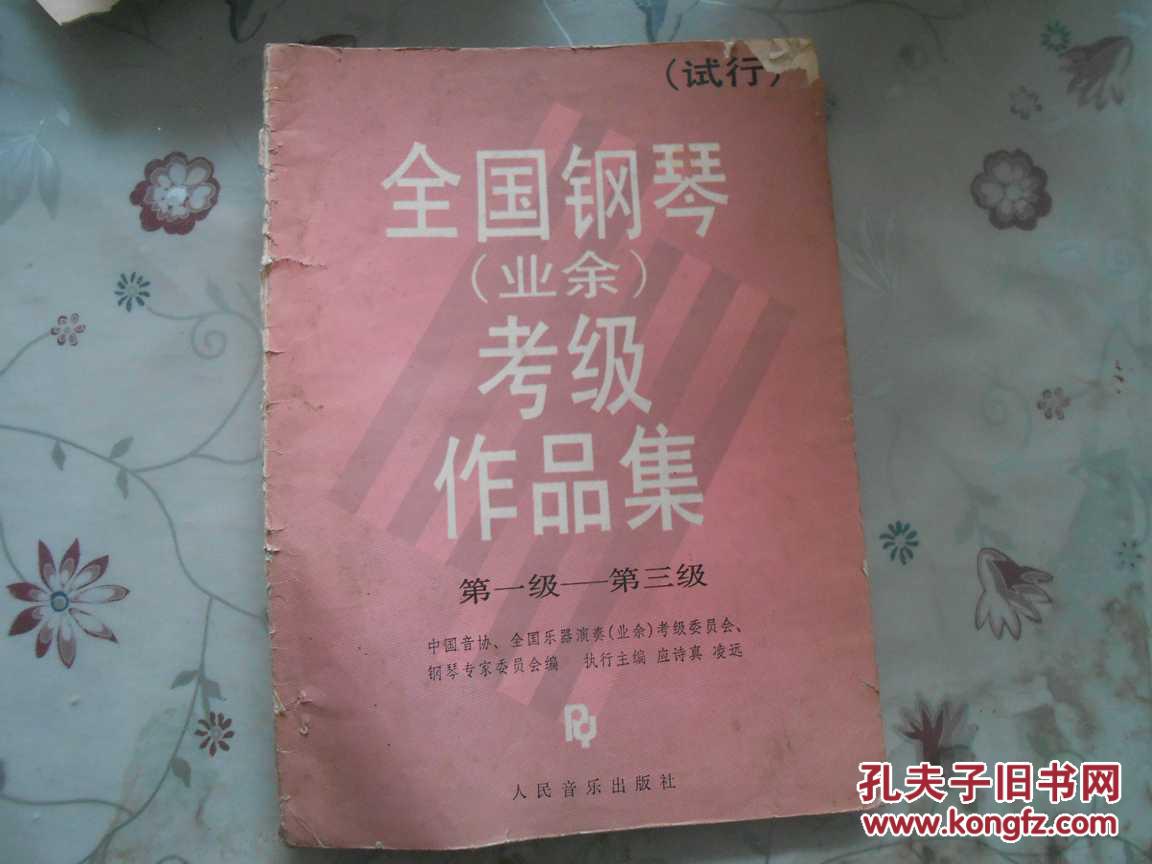 （试行）
全国钢琴
（业余）
考级
作品集
第一级——第三级
中国音协、全国乐器演奏(业余)考级委员会、
钢琴专家委员会编 执行主编 应诗真 凌远
人民音乐出版社
孔夫子旧书网
www.kongfz.com